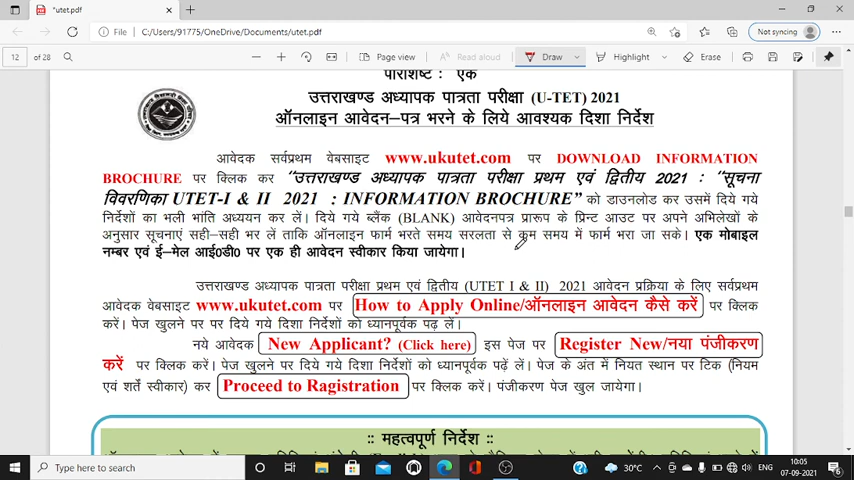 *utet.pdf
File
C:/Users/91775/OneDrive/Documents/utet.pdf
Not syncing
12 of 28
Page view
Read aloud
Draw
Highlight
Erase
परिशिष्ट : एक
उत्तराखण्ड अध्यापक पात्रता परीक्षा (U-TET) 2021
ऑनलाइन आवेदन–पत्र भरने के लिये आवश्यक दिशा निर्देश
आवेदक सर्वप्रथम वेबसाइट www.ukutet.com पर DOWNLOAD INFORMATION
BROCHURE पर क्लिक कर “उत्तराखण्ड अध्यापक पात्रता परीक्षा प्रथम एवं द्वितीय 2021 : “सूचना
विवरणिका UTET-I & II 2021 : INFORMATION BROCHURE” को डाउनलोड कर उसमें दिये गये
निर्देशों का भली भांति अध्ययन कर लें। दिये गये ब्लैंक (BLANK) आवेदनपत्र प्रारूप के प्रिन्ट आउट पर अपने अभिलेखों के
अनुसार सूचनाएं सही–सही भर लें ताकि ऑनलाइन फार्म भरते समय सरलता से कम समय में फार्म भरा जा सके। एक मोबाइल
नम्बर एवं ई–मेल आई0डी0 पर एक ही आवेदन स्वीकार किया जायेगा।
उत्तराखण्ड अध्यापक पात्रता परीक्षा प्रथम एवं द्वितीय (UTET I & II) 2021 आवेदन प्रक्रिया के लिए सर्वप्रथम
आवेदक वेबसाइट www.ukutet.com पर How to Apply Online/ऑनलाइन आवेदन कैसे करें पर क्लिक
करें। पेज खुलने पर पर दिये गये दिशा निर्देशों को ध्यानपूर्वक पढ़ लें।
नये आवेदक New Applicant? (Click here) इस पेज पर Register New/नया पंजीकरण
करें पर क्लिक करें। पेज खुलने पर दिये गये दिशा निर्देशों को ध्यानपूर्वक पढ़ें लें। पेज के अंत में नियत स्थान पर टिक (नियम
एवं शर्ते स्वीकार) कर Proceed to Ragistration पर क्लिक करें। पंजीकरण पेज खुल जायेगा।
:: महत्वपूर्ण निर्देश ::
Type here to search
30°C
ENG
10:05
07-09-2021
6